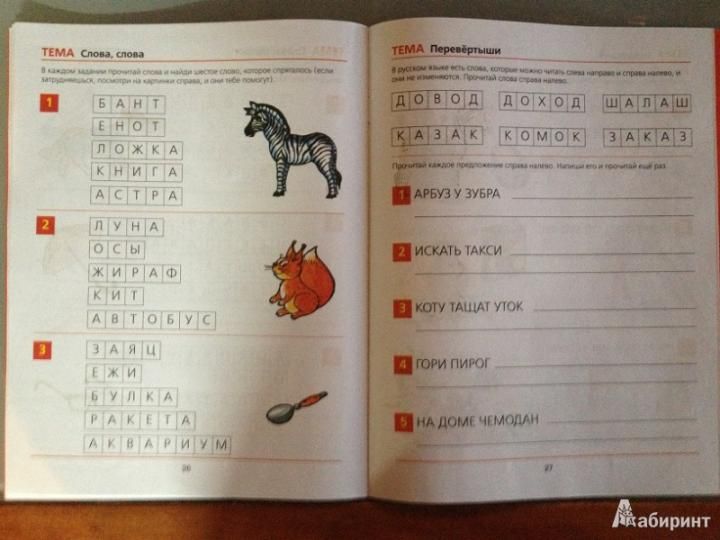 ТЕМА Слова, слова
В каждом задании прочитай слова и найди шестое слово, которое спряталось (если
затрудняешься, посмотри на картинки справа, и они тебе помогут).
1
БАНТ
ЕНОТ
ЛОЖКА
КНИГА
АСТРА
2
ЛУНА
ОСЫ
ЖИРАФ
КИТ
АВТОБУС
3
ЗАЯЦ
ЕЖИ
БУЛКА
РАКЕТА
АКВАРИУМ
26
ТЕМА Перевёртыши
В русском языке есть слова, которые можно читать слева направо и справа налево, и
они не изменяются. Прочитай слова справа налево.
ДОВОД ДОХОД ШАЛАШ
КАЗАК КОМОК ЗАКАЗ
Прочитай каждое предложение справа налево. Напиши его и прочитай ещё раз.
1 АРБУЗ У ЗУБРА
2 ИСКАТЬ ТАКСИ
3 КОТУ ТАЩАТ УТОК
4 ГОРИ ПИРОГ
5 НА ДОМЕ ЧЕМОДАН
27
Лабиринт